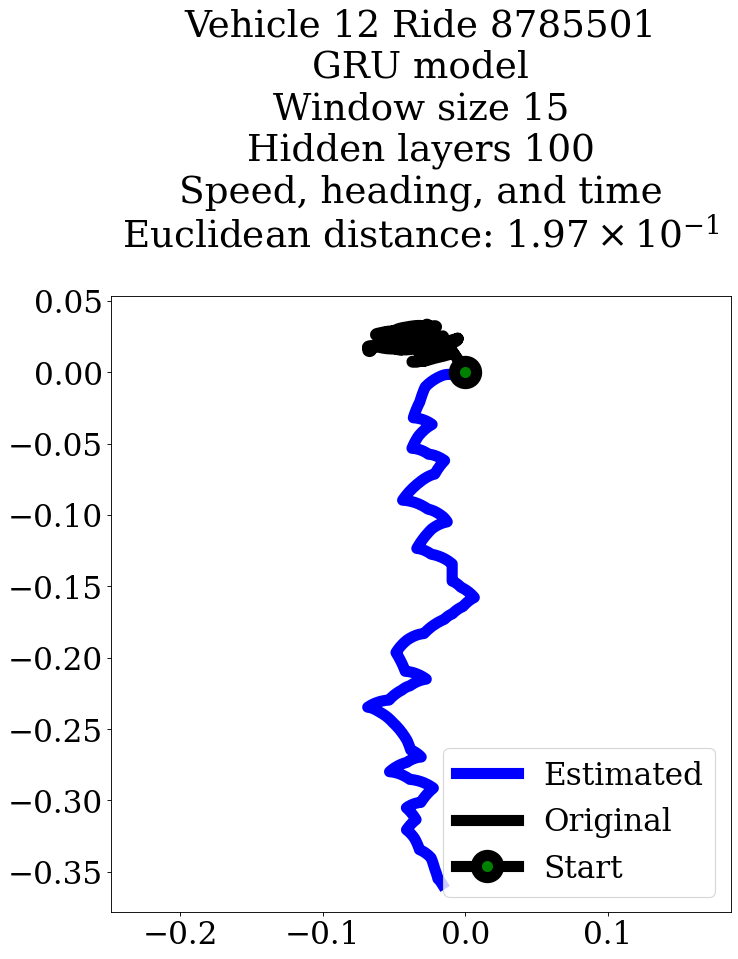 Vehicle 12 Ride 8785501
GRU model
Window size 15
Hidden layers 100
Speed, heading, and time
Euclidean distance: 1.97 × 10⁻¹
0.05
0.00
−0.05
−0.10
−0.15
−0.20
−0.25
−0.30
−0.35
Estimated
Original
Start
−0.2 −0.1 0.0 0.1